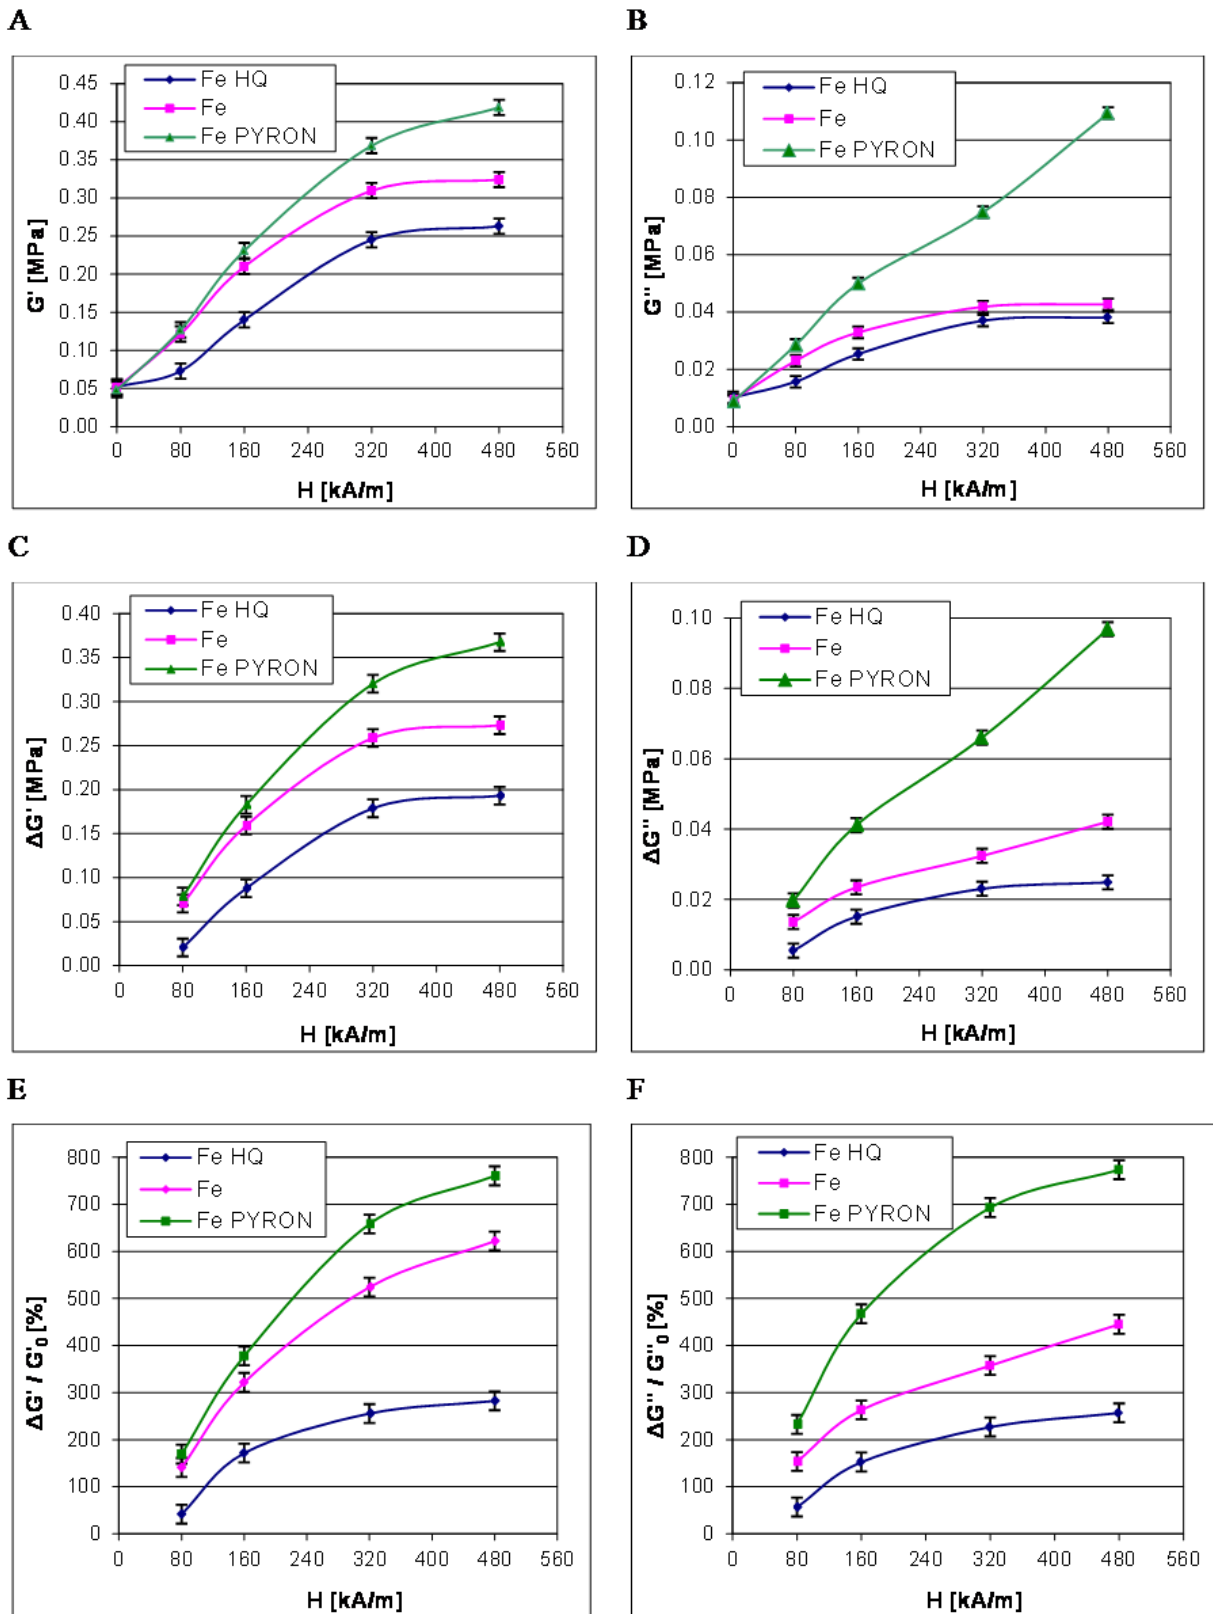 A
Fe HQ
Fe
Fe PYRON
0.45
0.40
0.35
0.30
0.25
0.20
0.15
0.10
0.05
0.00
G' [MPa]
0 80 160 240 320 400 480 560
H [kA/m]
B
Fe HQ
Fe
Fe PYRON
0.12
0.10
0.08
0.06
0.04
0.02
0.00
G'' [MPa]
0 80 160 240 320 400 480 560
H [kA/m]
C
Fe HQ
Fe
Fe PYRON
0.40
0.35
0.30
0.25
0.20
0.15
0.10
0.05
0.00
ΔG' [MPa]
0 80 160 240 320 400 480 560
H [kA/m]
D
Fe HQ
Fe
Fe PYRON
0.10
0.08
0.06
0.04
0.02
0.00
ΔG'' [MPa]
0 80 160 240 320 400 480 560
H [kA/m]
E
Fe HQ
Fe
Fe PYRON
800
700
600
500
400
300
200
100
0
ΔG' / G'₀ [%]
0 80 160 240 320 400 480 560
H [kA/m]
F
Fe HQ
Fe
Fe PYRON
800
700
600
500
400
300
200
100
0
ΔG'' / G''₀ [%]
0 80 160 240 320 400 480 560
H [kA/m]